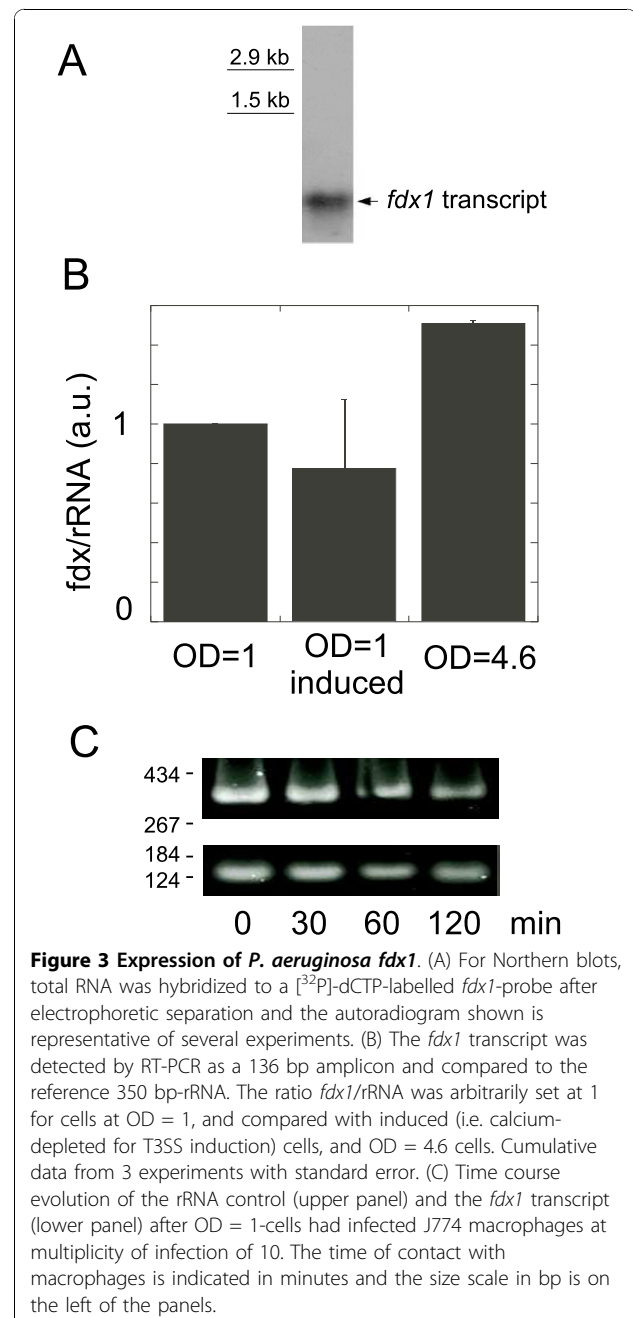 A
2.9 kb
1.5 kb
fdx1 transcript
B
fdx/rRNA (a.u.)
1
0
OD=1
OD=1
induced
OD=4.6
C
434 -
267 -
184 -
124 -
0 30 60 120 min
Figure 3 Expression of P. aeruginosa fdx1. (A) For Northern blots,
total RNA was hybridized to a [32P]-dCTP-labelled fdx1-probe after
electrophoretic separation and the autoradiogram shown is
representative of several experiments. (B) The fdx1 transcript was
detected by RT-PCR as a 136 bp amplicon and compared to the
reference 350 bp-rRNA. The ratio fdx1/rRNA was arbitrarily set at 1
for cells at OD = 1, and compared with induced (i.e. calcium-
depleted for T3SS induction) cells, and OD = 4.6 cells. Cumulative
data from 3 experiments with standard error. (C) Time course
evolution of the rRNA control (upper panel) and the fdx1 transcript
(lower panel) after OD = 1-cells had infected J774 macrophages at
multiplicity of infection of 10. The time of contact with
macrophages is indicated in minutes and the size scale in bp is on
the left of the panels.